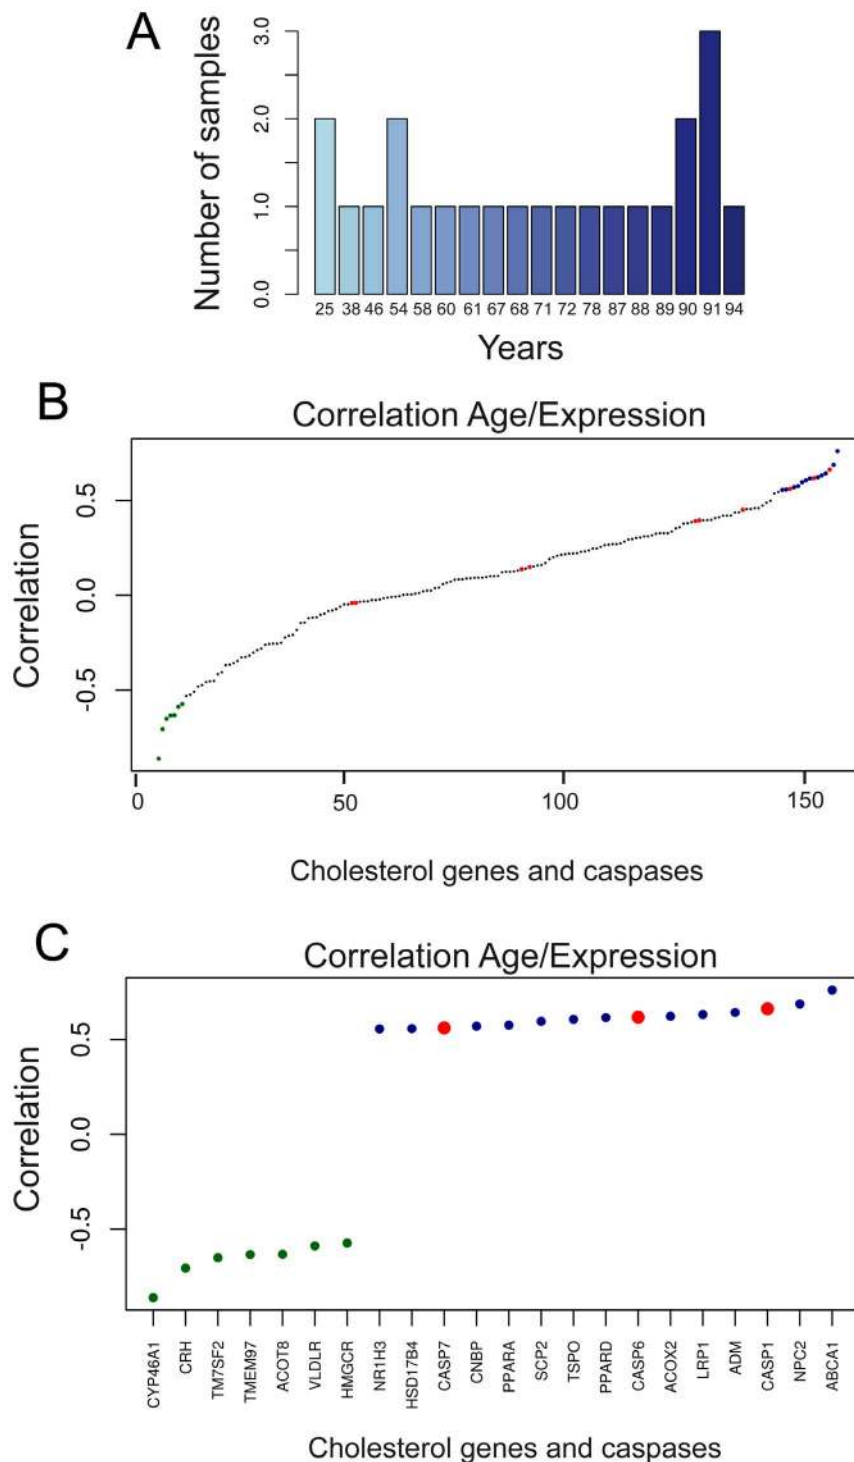 A
Number of samples
3.0
2.0
1.0
0.0
25 38 46 54 58 60 61 67 68 71 72 78 87 88 89 90 91 94
Years
B
Correlation Age/Expression
Correlation
0.5
0.0
-0.5
0 50 100 150
Cholesterol genes and caspases
C
Correlation Age/Expression
Correlation
0.5
0.0
-0.5
CYP46A1 CRH TM7SF2 TMEM97 ACOT8 VLDLR HMGCR NR1H3 HSD17B4 CASP7 CNBP PPARA SCP2 TSPO PPARD CASP6 ACOX2 LRP1 ADM CASP1 NPC2 ABCA1
Cholesterol genes and caspases